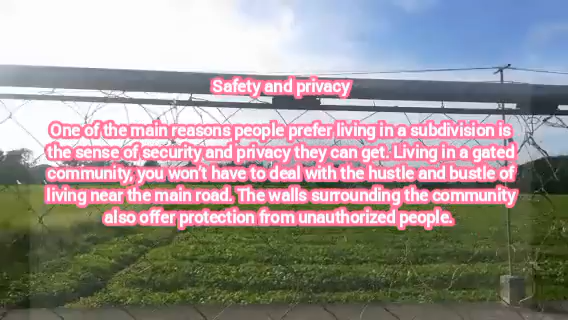 Safety and privacy
One of the main reasons people prefer living in a subdivision is
the sense of security and privacy they can get. Living in a gated
community, you won't have to deal with the hustle and bustle of
living near the main road. The walls surrounding the community
also offer protection from unauthorized people.